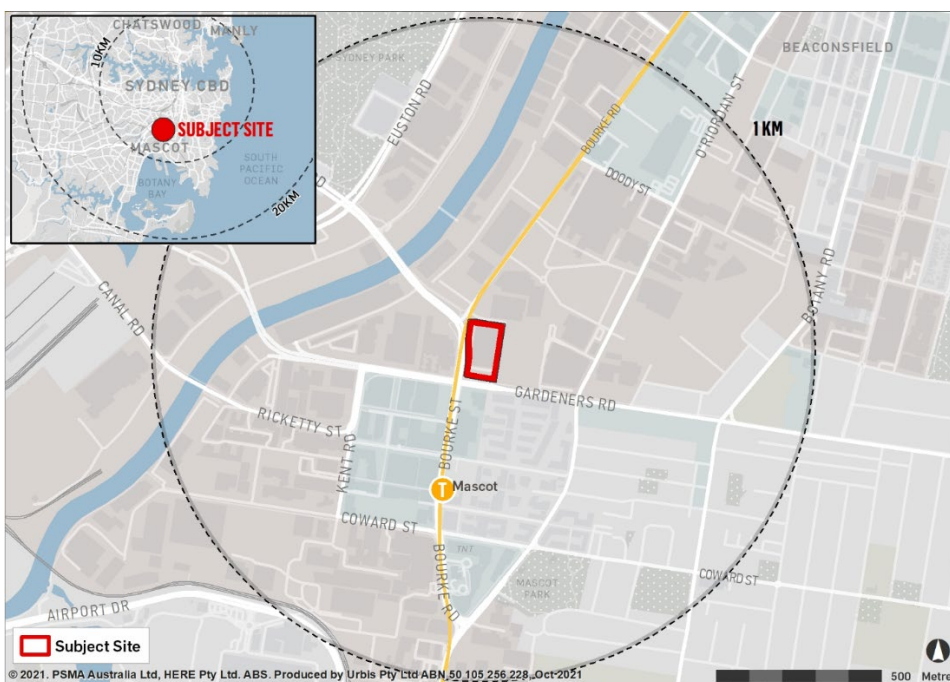 CHATSWOOD
MANLY
10KM
SYDNEY CBD
SUBJECT SITE
MASCOT
BOTANY
BAY
SOUTH
PACIFIC
OCEAN
20KM
SYDNEY PARK
EUSTON RD
BOURKE RD
O'RIORDAN ST
BEACONSFIELD
1 KM
DOODY ST
BOTANY RD
CANAL RD
GARDENERS RD
RICKETTY ST
KENT RD
BOURKE ST
T
Mascot
COWARD ST
TNT
BOURKE RD
MASCOT
PARK
COWARD ST
AIRPORT DR
Subject Site
© 2021. PSMA Australia Ltd, HERE Pty Ltd. ABS. Produced by Urbis Pty Ltd ABN 50 105 256 228, Oct 2021
500 Metr